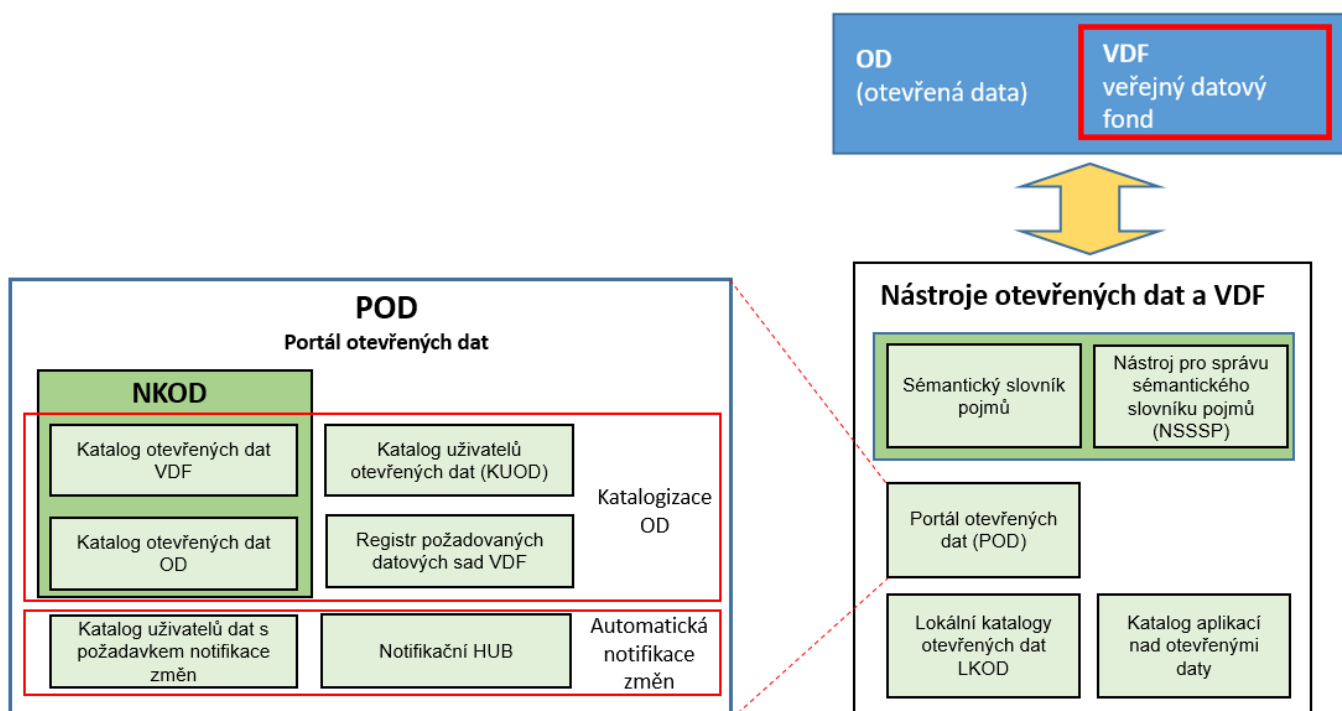 OD
(otevřená data)
VDF
veřejný datový
fond
POD
Portál otevřených dat
NKOD
Katalog otevřených dat
VDF
Katalog uživatelů
otevřených dat (KUOD)
Katalog otevřených dat
OD
Registr požadovaných
datových sad VDF
Katalogizace
OD
Katalog uživatelů dat s
požadavkem notifikace
změn
Notifikační HUB
Automatická
notifikace
změn
Nástroje otevřených dat a VDF
Sémantický slovník
pojmů
Nástroj pro správu
sémantického
slovníku pojmů
(NSSSP)
Portál otevřených
dat (POD)
Lokální katalogy
otevřených dat
LKOD
Katalog aplikací
nad otevřenými
daty